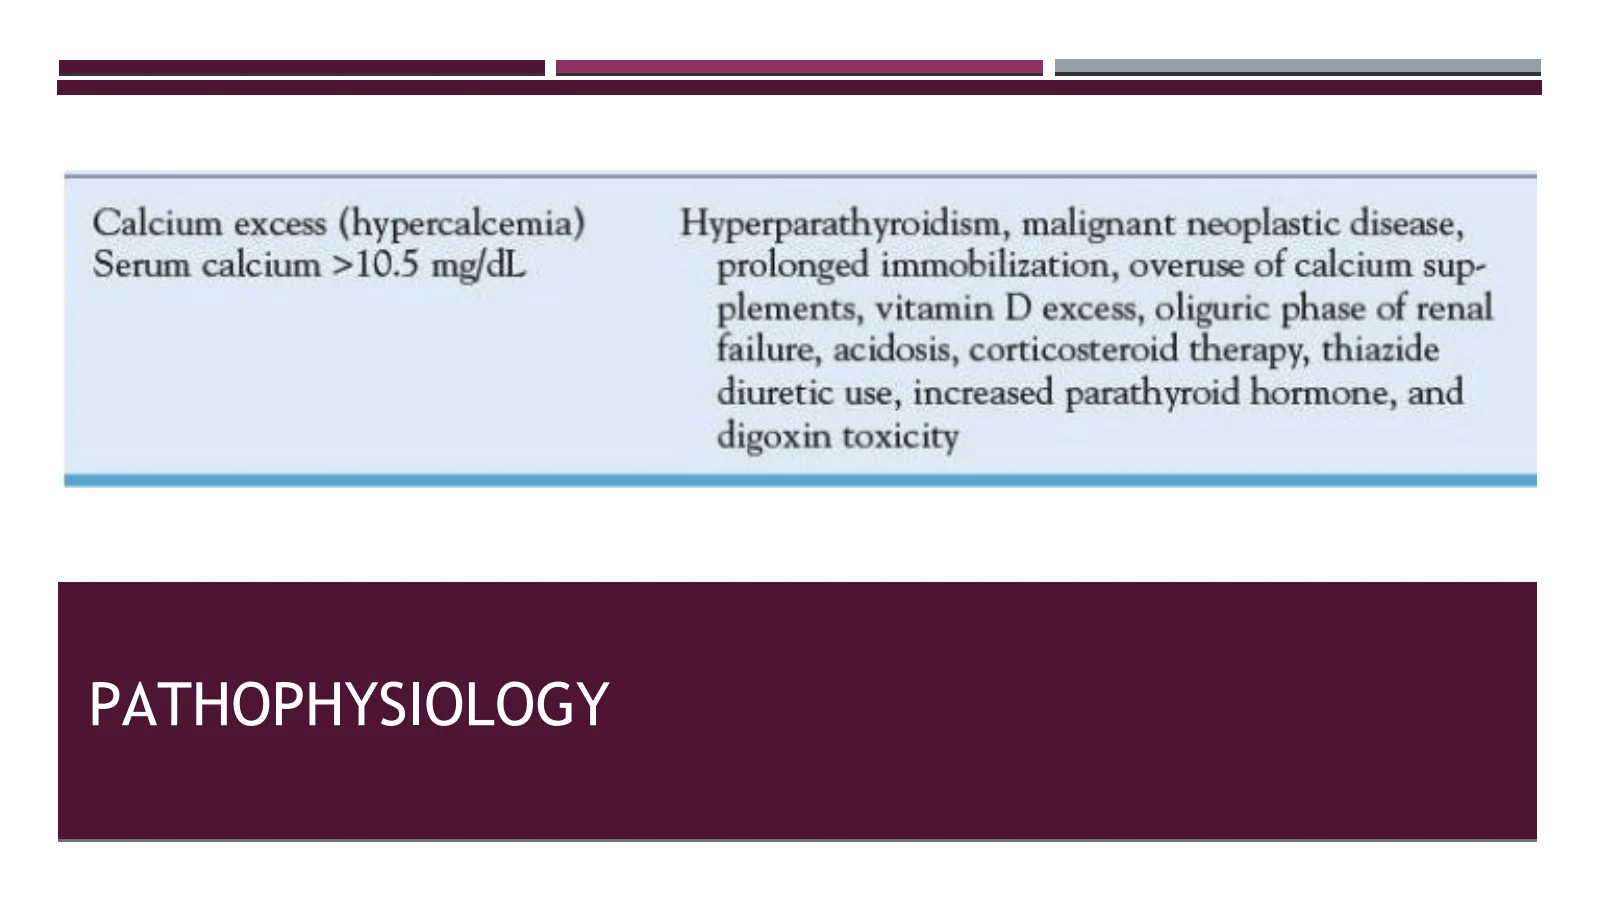 Calcium excess (hypercalcemia)
Serum calcium >10.5 mg/dL
Hyperparathyroidism, malignant neoplastic disease,
prolonged immobilization, overuse of calcium sup-
plements, vitamin D excess, oliguric phase of renal
failure, acidosis, corticosteroid therapy, thiazide
diuretic use, increased parathyroid hormone, and
digoxin toxicity
PATHOPHYSIOLOGY